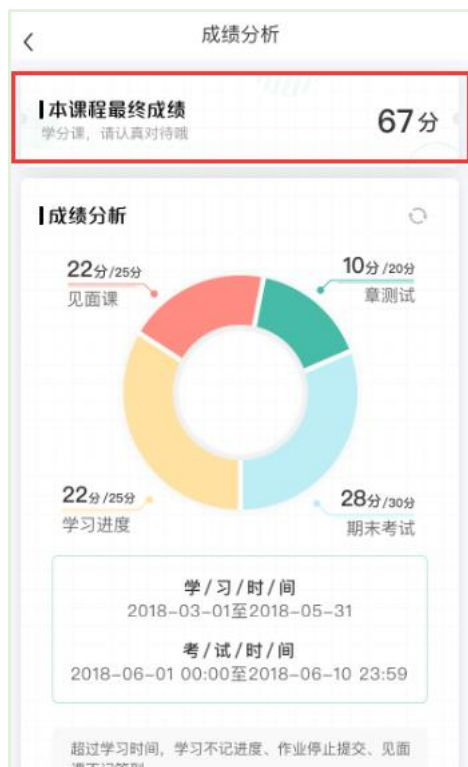 成绩分析
本课程最终成绩
67分
学分课，请认真对待哦
成绩分析
22分/25分
见面课
10分/20分
章测试
22分/25分
学习进度
28分/30分
期末考试
学/习/时/间
2018-03-01至2018-05-31
考/试/时/间
2018-06-01 00:00至2018-06-10 23:59
超过学习时间，学习不记进度、作业停止提交、见面